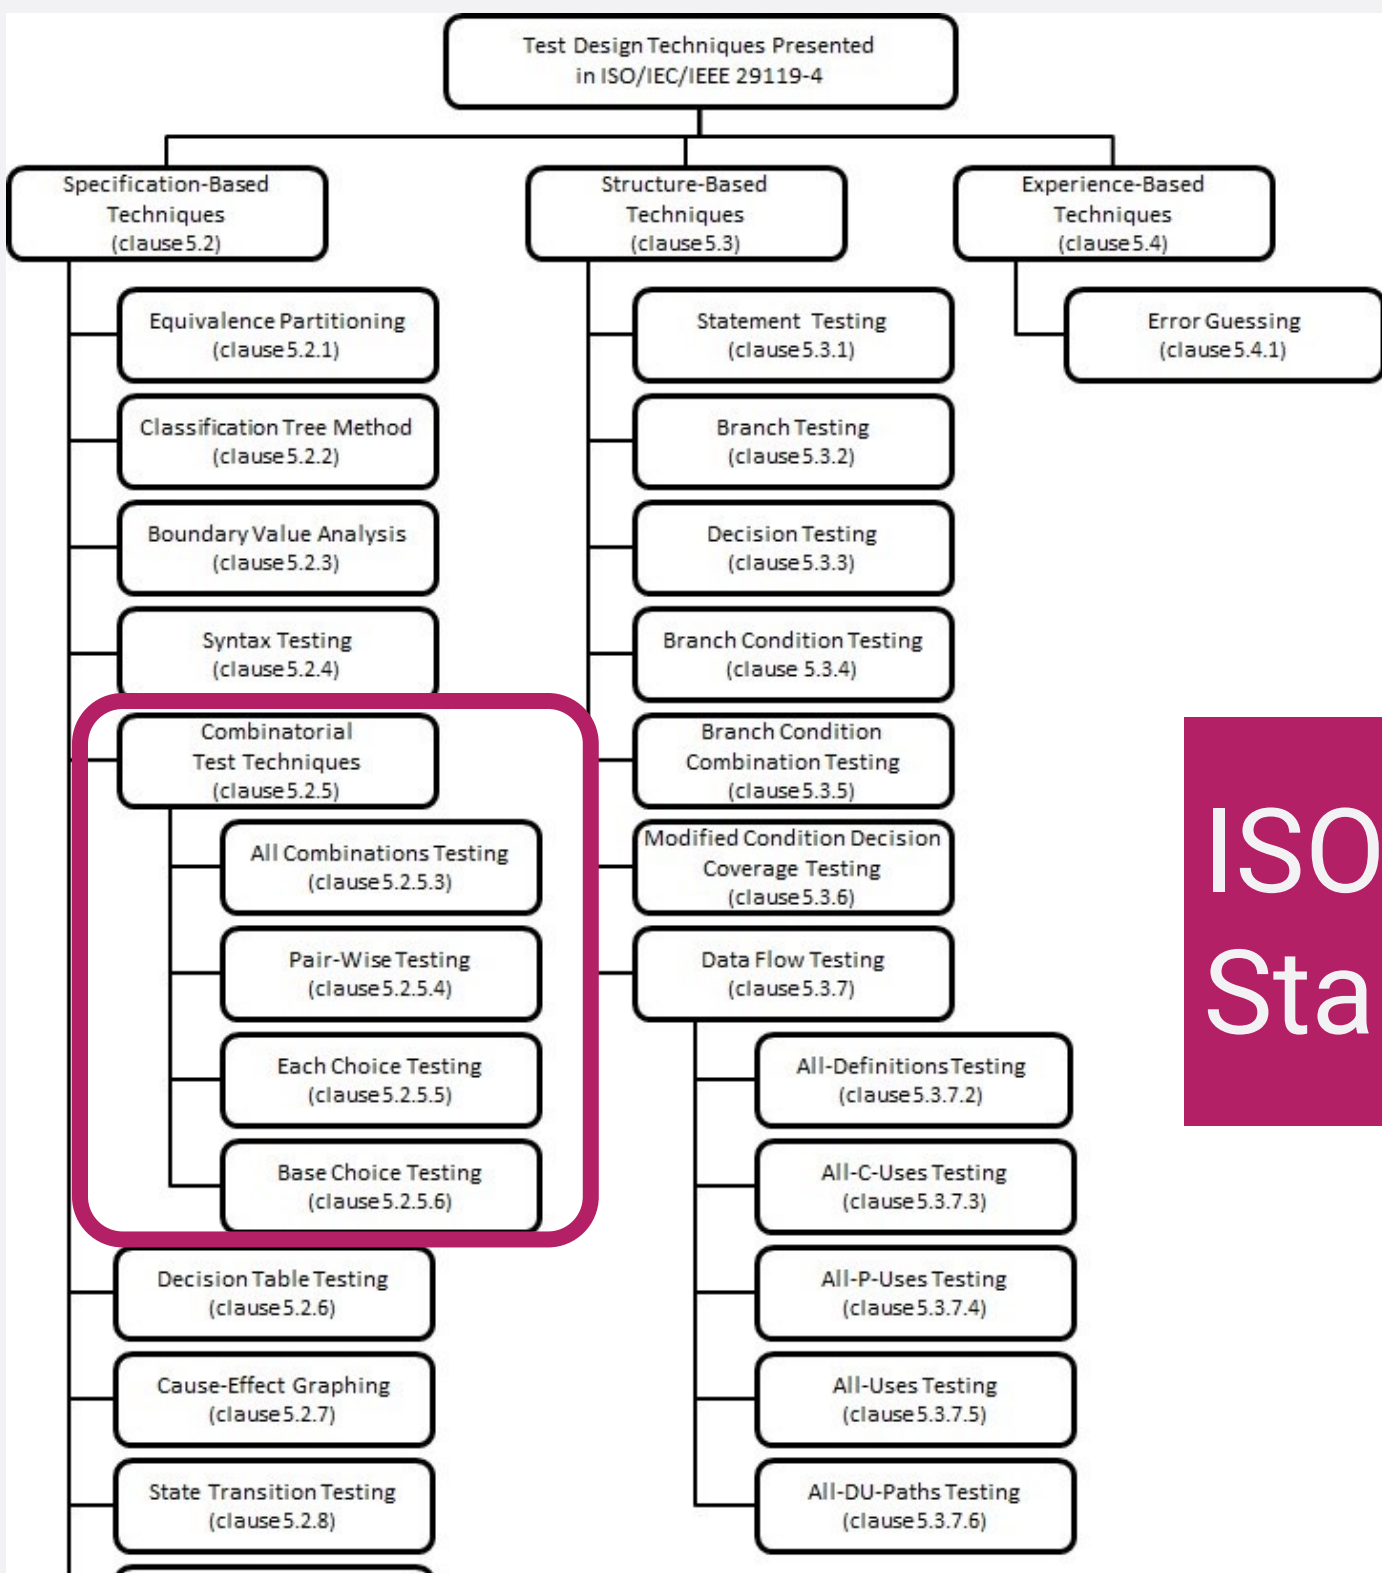 Test Design Techniques Presented
in ISO/IEC/IEEE 29119-4
Specification-Based
Techniques
(clause 5.2)
Equivalence Partitioning
(clause 5.2.1)
Classification Tree Method
(clause 5.2.2)
Boundary Value Analysis
(clause 5.2.3)
Syntax Testing
(clause 5.2.4)
Combinatorial
Test Techniques
(clause 5.2.5)
All Combinations Testing
(clause 5.2.5.3)
Pair-Wise Testing
(clause 5.2.5.4)
Each Choice Testing
(clause 5.2.5.5)
Base Choice Testing
(clause 5.2.5.6)
Decision Table Testing
(clause 5.2.6)
Cause-Effect Graphing
(clause 5.2.7)
State Transition Testing
(clause 5.2.8)
Structure-Based
Techniques
(clause 5.3)
Statement Testing
(clause 5.3.1)
Branch Testing
(clause 5.3.2)
Decision Testing
(clause 5.3.3)
Branch Condition Testing
(clause 5.3.4)
Branch Condition
Combination Testing
(clause 5.3.5)
Modified Condition Decision
Coverage Testing
(clause 5.3.6)
Data Flow Testing
(clause 5.3.7)
All-Definitions Testing
(clause 5.3.7.2)
All-C-Uses Testing
(clause 5.3.7.3)
All-P-Uses Testing
(clause 5.3.7.4)
All-Uses Testing
(clause 5.3.7.5)
All-DU-Paths Testing
(clause 5.3.7.6)
Experience-Based
Techniques
(clause 5.4)
Error Guessing
(clause 5.4.1)
ISO
Sta